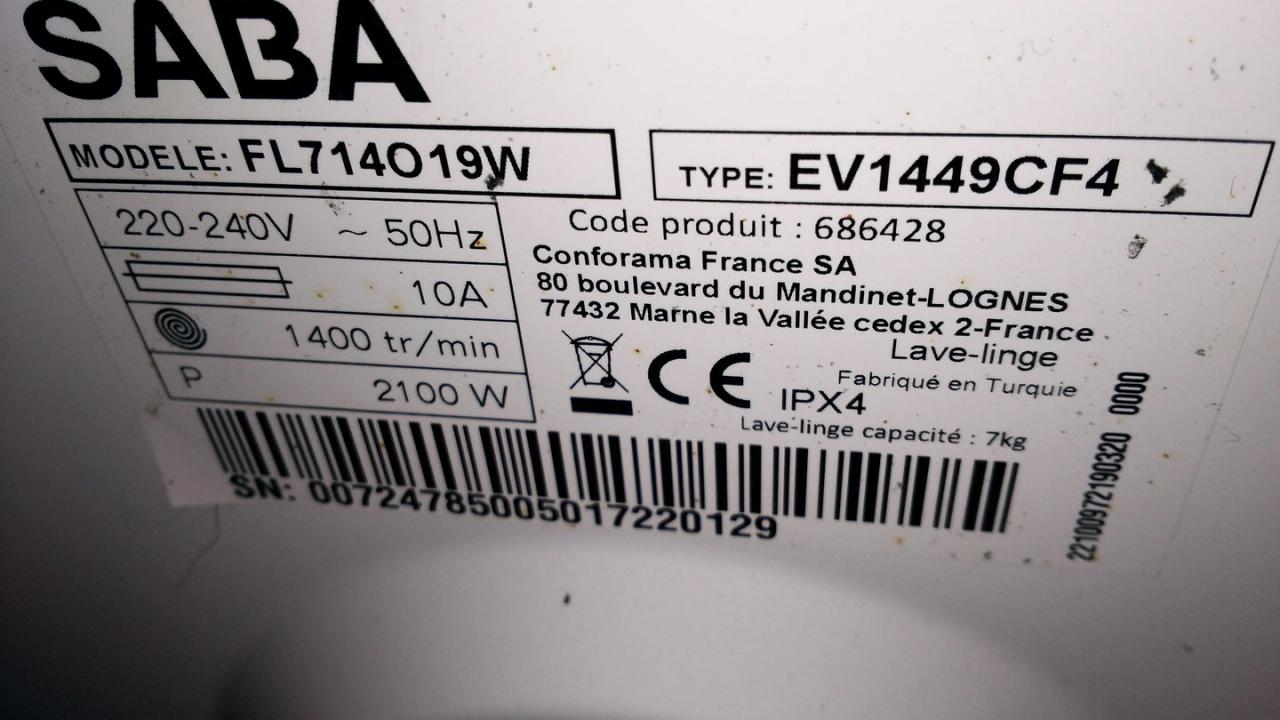 SABA
MODELE: FL714O19W
TYPE: EV1449CF4
220-240V ~ 50Hz
10A
1400 tr/min
P 2100 W
Code produit : 686428
Conforama France SA
80 boulevard du Mandinet-LOGNES
77432 Marne la Vallée cedex 2-France
Lave-linge
Fabriqué en Turquie
CE IPX4
Lave-linge capacité : 7kg
SN: 00724785005017220129
22100972190320 0000